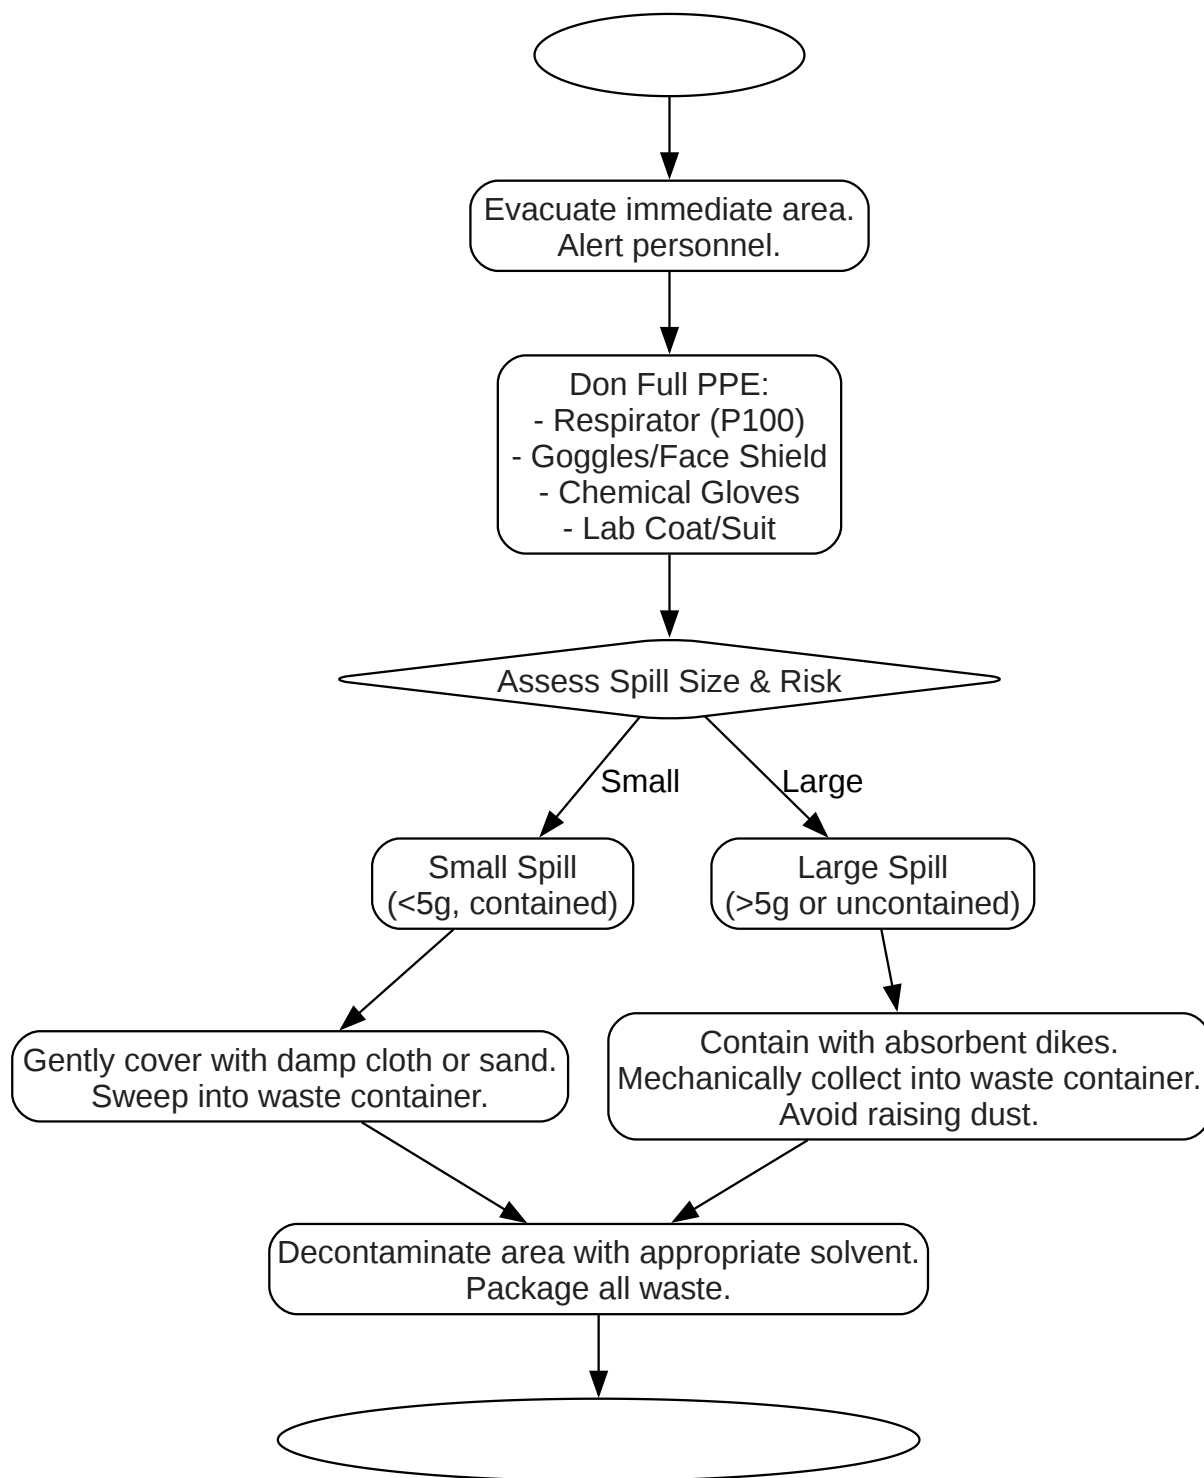 Evacuate immediate area.
Alert personnel.
Don Full PPE:
- Respirator (P100)
- Goggles/Face Shield
- Chemical Gloves
- Lab Coat/Suit
Assess Spill Size & Risk
Small
Large
Small Spill
(<5g, contained)
Large Spill
(>5g or uncontained)
Gently cover with damp cloth or sand.
Sweep into waste container.
Contain with absorbent dikes.
Mechanically collect into waste container.
Avoid raising dust.
Decontaminate area with appropriate solvent.
Package all waste.